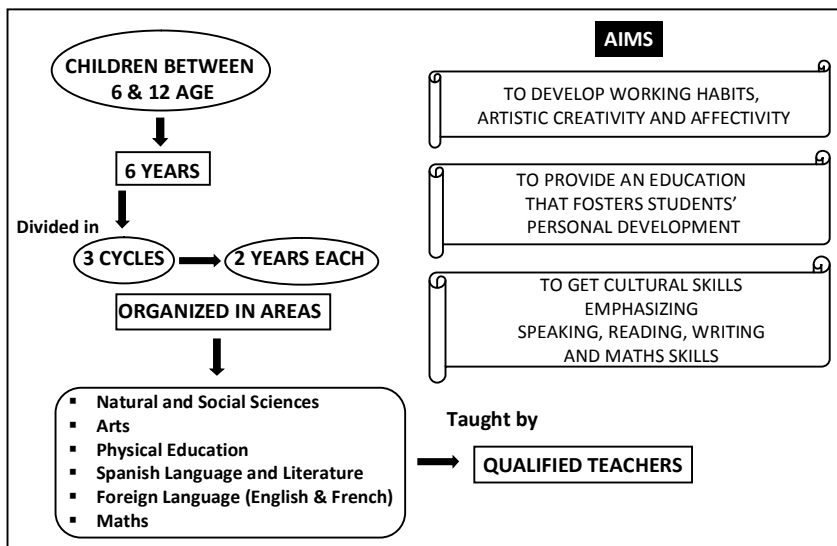 CHILDREN BETWEEN
6 & 12 AGE
6 YEARS
Divided in
3 CYCLES
2 YEARS EACH
ORGANIZED IN AREAS
▪ Natural and Social Sciences
▪ Arts
▪ Physical Education
▪ Spanish Language and Literature
▪ Foreign Language (English & French)
▪ Maths
Taught by
QUALIFIED TEACHERS
AIMS
TO DEVELOP WORKING HABITS,
ARTISTIC CREATIVITY AND AFFECTIVITY
TO PROVIDE AN EDUCATION
THAT FOSTERS STUDENTS’
PERSONAL DEVELOPMENT
TO GET CULTURAL SKILLS
EMPHASIZING
SPEAKING, READING, WRITING
AND MATHS SKILLS